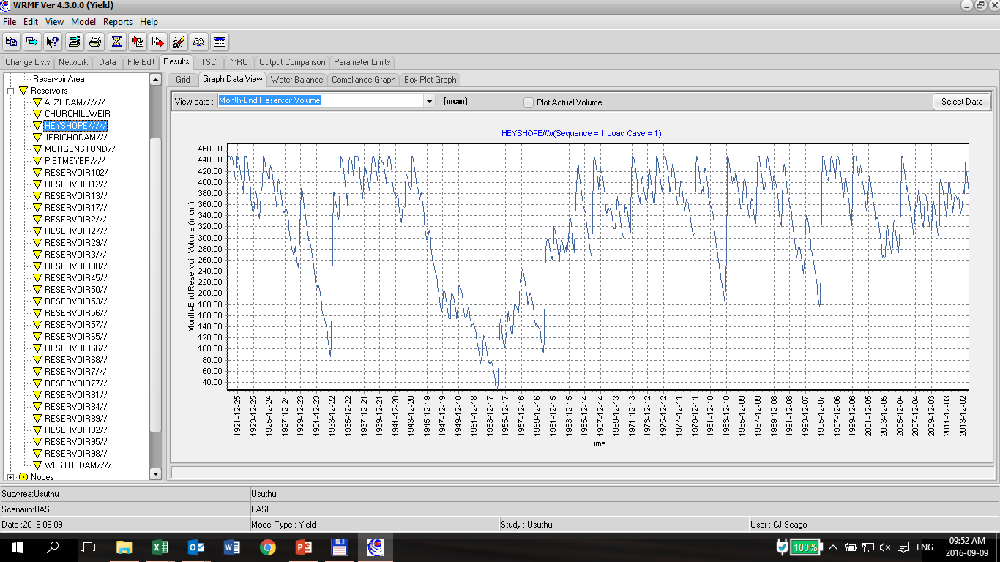 WRMF Ver 4.3.0.0 (Yield)
File Edit View Model Reports Help
Change Lists Network Data File Edit Results TSC YRC Output Comparison Parameter Limits
Grid Graph Data View Water Balance Compliance Graph Box Plot Graph
View data : Month-End Reservoir Volume (mcm) Plot Actual Volume Select Data
Reservoir Area
Reservoirs
ALZUDAM//////
CHURCHILLWEIR
HEYSHOPE/////
JERICHODAM///
MORGENSTOND//
PIETMEYER////
RESERVOIR102/
RESERVOIR12//
RESERVOIR13//
RESERVOIR17//
RESERVOIR2///
RESERVOIR27//
RESERVOIR29//
RESERVOIR3///
RESERVOIR30//
RESERVOIR45//
RESERVOIR50//
RESERVOIR53//
RESERVOIR56//
RESERVOIR57//
RESERVOIR65//
RESERVOIR66//
RESERVOIR68//
RESERVOIR7///
RESERVOIR77//
RESERVOIR81//
RESERVOIR84//
RESERVOIR89//
RESERVOIR92//
RESERVOIR95//
RESERVOIR98//
WESTOEDAM////
Nodes
HEYSHOPE/////(Sequence = 1 Load Case = 1)
Month-End Reservoir Volume (mcm)
460.00
440.00
420.00
400.00
380.00
360.00
340.00
320.00
300.00
280.00
260.00
240.00
220.00
200.00
180.00
160.00
140.00
120.00
100.00
80.00
60.00
40.00
1921-12-25
1923-12-25
1925-12-24
1927-12-24
1929-12-23
1931-12-23
1933-12-22
1935-12-22
1937-12-21
1939-12-21
1941-12-20
1943-12-20
1945-12-19
1947-12-19
1949-12-18
1951-12-18
1953-12-17
1955-12-17
1957-12-16
1959-12-16
1961-12-15
1963-12-15
1965-12-14
1967-12-14
1969-12-13
1971-12-13
1973-12-12
1975-12-12
1977-12-11
1979-12-11
1981-12-10
1983-12-10
1985-12-09
1987-12-09
1989-12-08
1991-12-08
1993-12-07
1995-12-07
1997-12-06
1999-12-06
2001-12-05
2003-12-05
2005-12-04
2007-12-04
2009-12-03
2011-12-03
2013-12-02
Time
SubArea:Usuthu Usuthu
Scenario:BASE BASE
Date :2016-09-09 Model Type : Yield Study : Usuthu User : CJ Seago
100% ENG 09:52 AM
2016-09-09